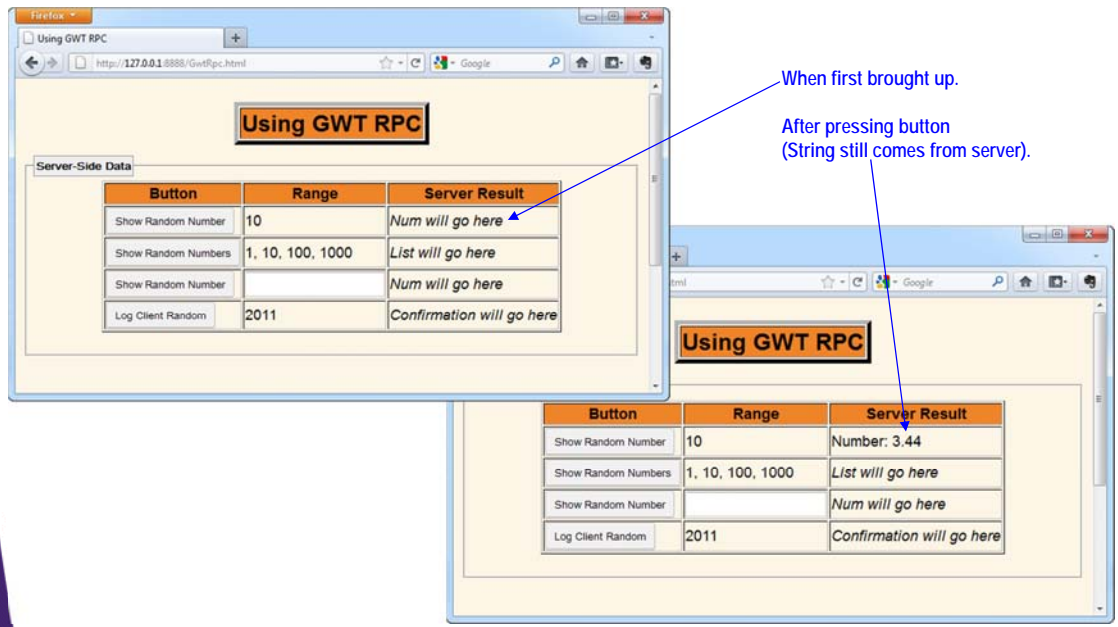 Firefox
Using GWT RPC
http://127.0.0.1:8888/GwtRpc.html
Google
Using GWT RPC
Server-Side Data
Button Range Server Result
Show Random Number 10 Num will go here
Show Random Numbers 1, 10, 100, 1000 List will go here
Show Random Number Num will go here
Log Client Random 2011 Confirmation will go here
When first brought up.
After pressing button
(String still comes from server).
tml
Google
Using GWT RPC
Button Range Server Result
Show Random Number 10 Number: 3.44
Show Random Numbers 1, 10, 100, 1000 List will go here
Show Random Number Num will go here
Log Client Random 2011 Confirmation will go here